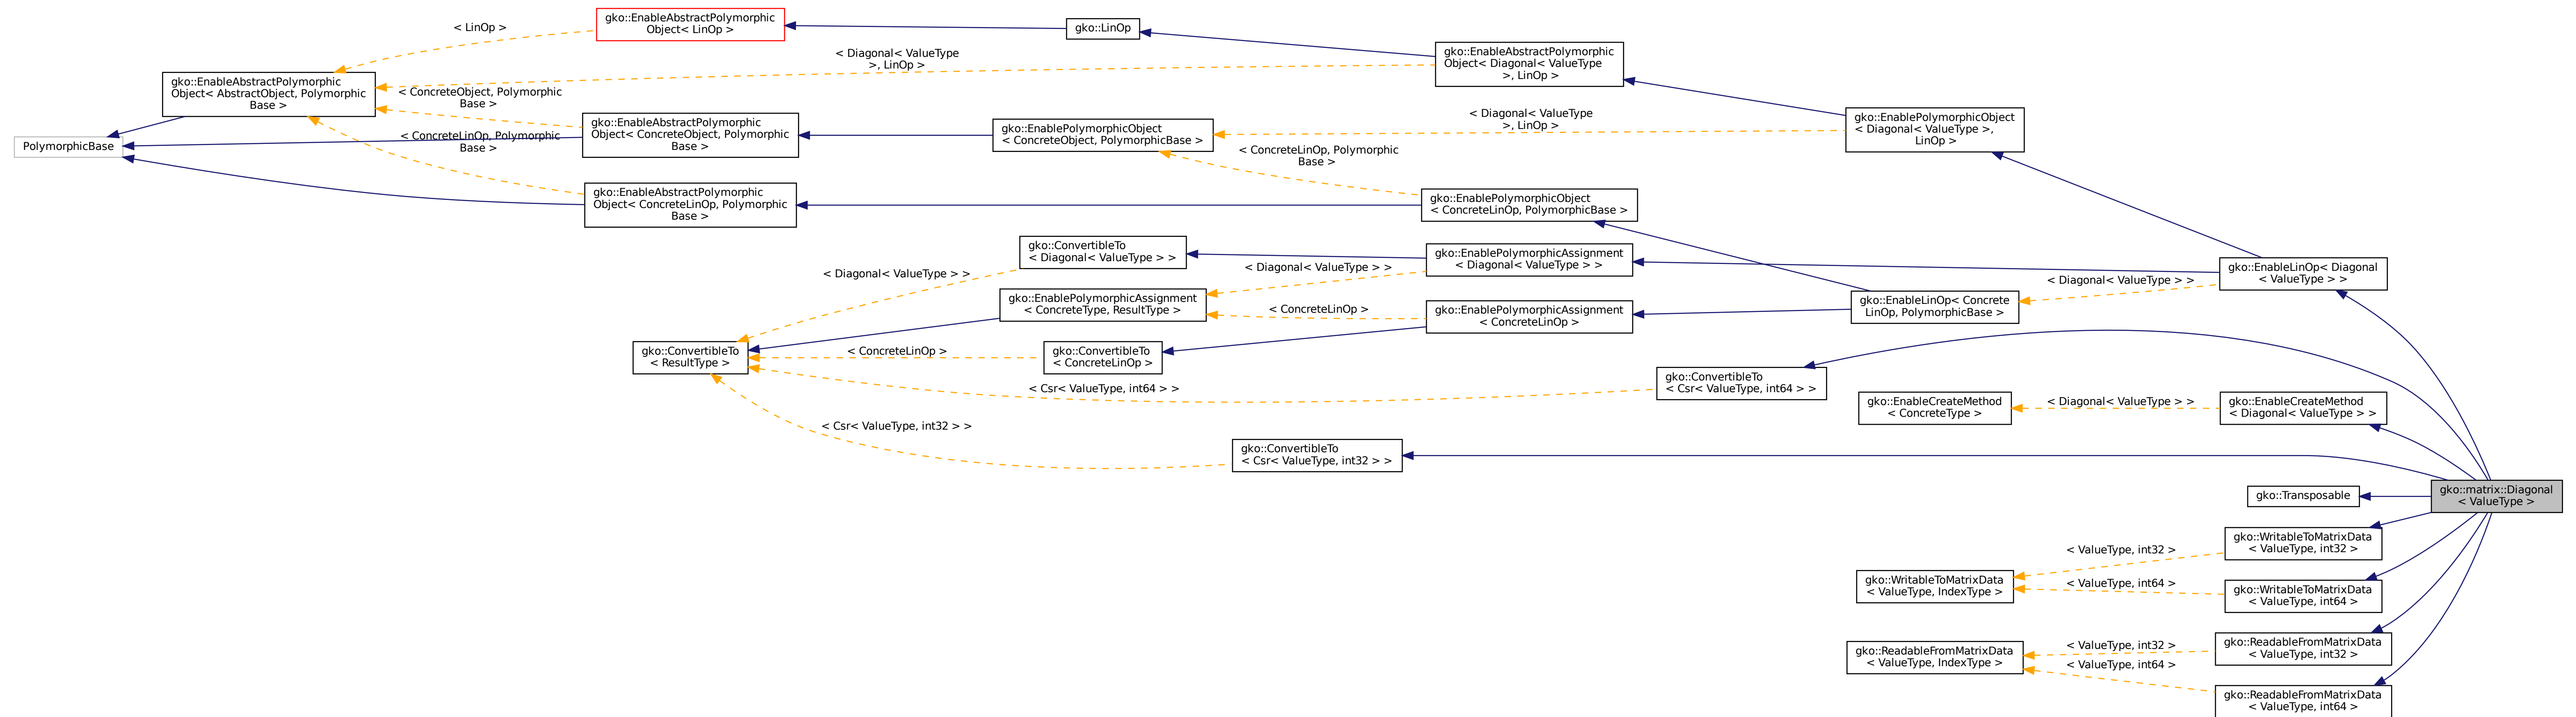 gko::EnableAbstractPolymorphic
Object< LinOp >
< LinOp >
gko::LinOp
< Diagonal< ValueType
>, LinOp >
gko::EnableAbstractPolymorphic
Object< Diagonal< ValueType
>, LinOp >
gko::EnableAbstractPolymorphic
Object< AbstractObject, Polymorphic
Base >
< ConcreteObject, Polymorphic
Base >
gko::EnableAbstractPolymorphic
Object< ConcreteObject, Polymorphic
Base >
< ConcreteLinOp, Polymorphic
Base >
PolymorphicBase
gko::EnablePolymorphicObject
< ConcreteObject, PolymorphicBase >
< Diagonal< ValueType
>, LinOp >
gko::EnablePolymorphicObject
< Diagonal< ValueType >,
LinOp >
< ConcreteLinOp, Polymorphic
Base >
gko::EnableAbstractPolymorphic
Object< ConcreteLinOp, Polymorphic
Base >
gko::EnablePolymorphicObject
< ConcreteLinOp, PolymorphicBase >
gko::ConvertibleTo
< Diagonal< ValueType > >
< Diagonal< ValueType > >
gko::EnablePolymorphicAssignment
< Diagonal< ValueType > >
< Diagonal< ValueType > >
gko::EnableLinOp< Diagonal
< ValueType > >
< Diagonal< ValueType > >
gko::EnablePolymorphicAssignment
< ConcreteType, ResultType >
< ConcreteLinOp >
gko::EnablePolymorphicAssignment
< ConcreteLinOp >
gko::EnableLinOp< Concrete
LinOp, PolymorphicBase >
gko::ConvertibleTo
< ResultType >
< ConcreteLinOp >
gko::ConvertibleTo
< ConcreteLinOp >
< Csr< ValueType, int64 > >
gko::ConvertibleTo
< Csr< ValueType, int64 > >
gko::EnableCreateMethod
< ConcreteType >
< Diagonal< ValueType > >
gko::EnableCreateMethod
< Diagonal< ValueType > >
< Csr< ValueType, int32 > >
gko::ConvertibleTo
< Csr< ValueType, int32 > >
gko::Transposable
gko::matrix::Diagonal
< ValueType >
gko::WritableToMatrixData
< ValueType, int32 >
< ValueType, int32 >
gko::WritableToMatrixData
< ValueType, IndexType >
< ValueType, int64 >
gko::WritableToMatrixData
< ValueType, int64 >
gko::ReadableFromMatrixData
< ValueType, int32 >
< ValueType, int32 >
gko::ReadableFromMatrixData
< ValueType, IndexType >
< ValueType, int64 >
gko::ReadableFromMatrixData
< ValueType, int64 >